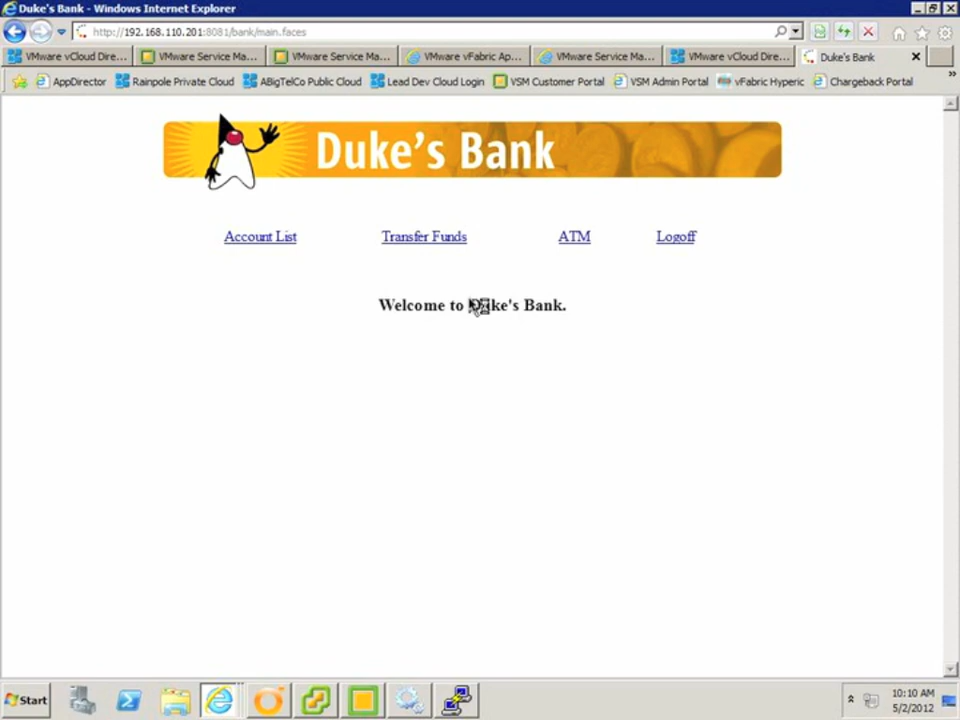 Duke's Bank - Windows Internet Explorer
http://192.168.110.201:8081/bank/main.faces
VMware vCloud Dire... VMware Service Ma... VMware Service Ma... VMware vFabric Ap... VMware Service Ma... VMware vCloud Dire... Duke's Bank
AppDirector Rainpole Private Cloud ABigTelCo Public Cloud Lead Dev Cloud Login VSM Customer Portal VSM Admin Portal vFabric Hyperic Chargeback Portal
Duke's Bank
Account List Transfer Funds ATM Logoff
Welcome to Duke's Bank.
Start
10:10 AM
5/2/2012